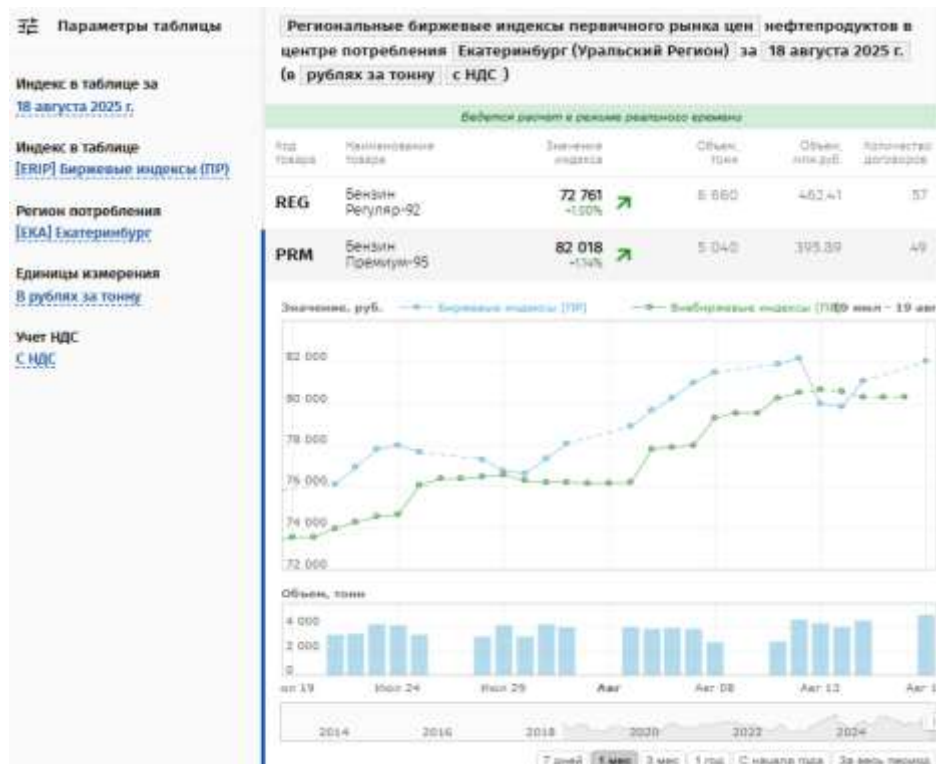 Параметры таблицы
Индекс в таблице за
18 августа 2025 г.
Индекс в таблице
[ERIP] Биржевые индексы (ПР)
Регион потребления
[EKA] Екатеринбург
Единицы измерения
В рублях за тонну
Учет НДС
С НДС
Региональные биржевые индексы первичного рынка цен нефтепродуктов в
центре потребления Екатеринбург (Уральский Регион) за 18 августа 2025 г.
(в рублях за тонну с НДС )
Ведется расчет в режиме реального времени
Код товара Наименование товара Значение индекса Объем, тонн Объем, млн.руб. Количество договоров
REG Бензин Регуляр-92 72 761 6 660 462,41 57
PRM Бензин Премиум-95 82 018 5 040 395,89 49
Значение, руб. Биржевые индексы (ПР) Внебиржевые индексы
82 000
80 000
78 000
76 000
74 000
72 000
Объем, тонн
4 000
2 000
0
Июл 24 Июл 29 Авг Авг 08 Авг 13
2014 2016 2018 2020 2022 2024
7 дней 1 мес 3 мес 1 год С начала года За весь период